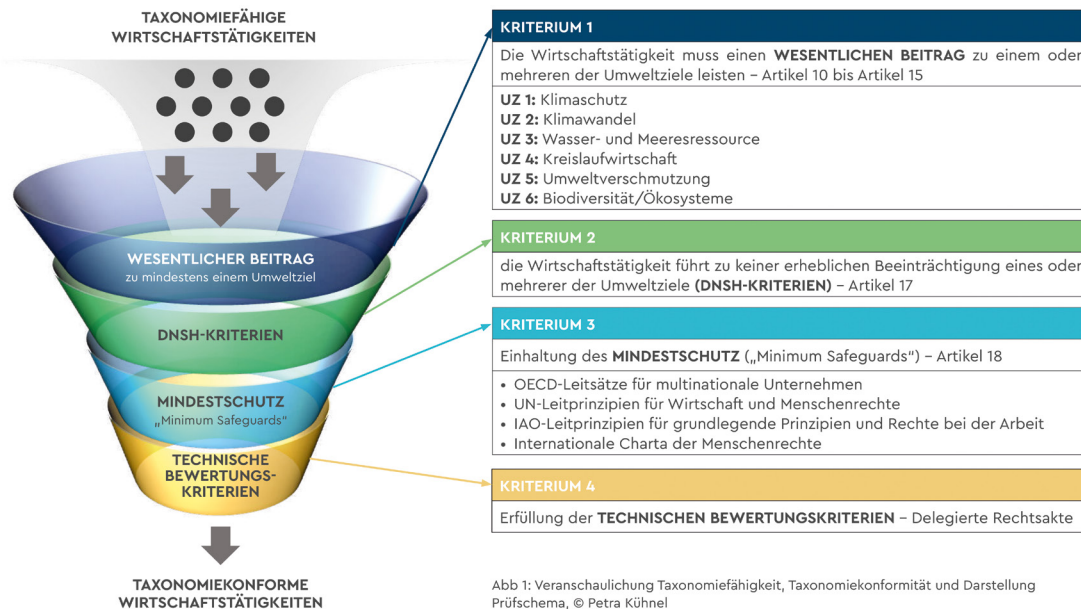 TAXONOMIEFÄHIGE
WIRTSCHAFTSTÄTIGKEITEN
WESENTLICHER BEITRAG
zu mindestens einem Umweltziel
DNSH-KRITERIEN
MINDESTSCHUTZ
„Minimum Safeguards“
TECHNISCHE
BEWERTUNGS-
KRITERIEN
TAXONOMIEKONFORME
WIRTSCHAFTSTÄTIGKEITEN
KRITERIUM 1
Die Wirtschaftstätigkeit muss einen WESENTLICHEN BEITRAG zu einem oder
mehreren der Umweltziele leisten – Artikel 10 bis Artikel 15
UZ 1: Klimaschutz
UZ 2: Klimawandel
UZ 3: Wasser- und Meeresressource
UZ 4: Kreislaufwirtschaft
UZ 5: Umweltverschmutzung
UZ 6: Biodiversität/Ökosysteme
KRITERIUM 2
die Wirtschaftstätigkeit führt zu keiner erheblichen Beeinträchtigung eines oder
mehrerer der Umweltziele (DNSH-KRITERIEN) – Artikel 17
KRITERIUM 3
Einhaltung des MINDESTSCHUTZ („Minimum Safeguards“) – Artikel 18
• OECD-Leitsätze für multinationale Unternehmen
• UN-Leitprinzipien für Wirtschaft und Menschenrechte
• IAO-Leitprinzipien für grundlegende Prinzipien und Rechte bei der Arbeit
• Internationale Charta der Menschenrechte
KRITERIUM 4
Erfüllung der TECHNISCHEN BEWERTUNGSKRITERIEN – Delegierte Rechtsakte
Abb 1: Veranschaulichung Taxonomiefähigkeit, Taxonomiekonformität und Darstellung
Prüfschema, © Petra Kühnel